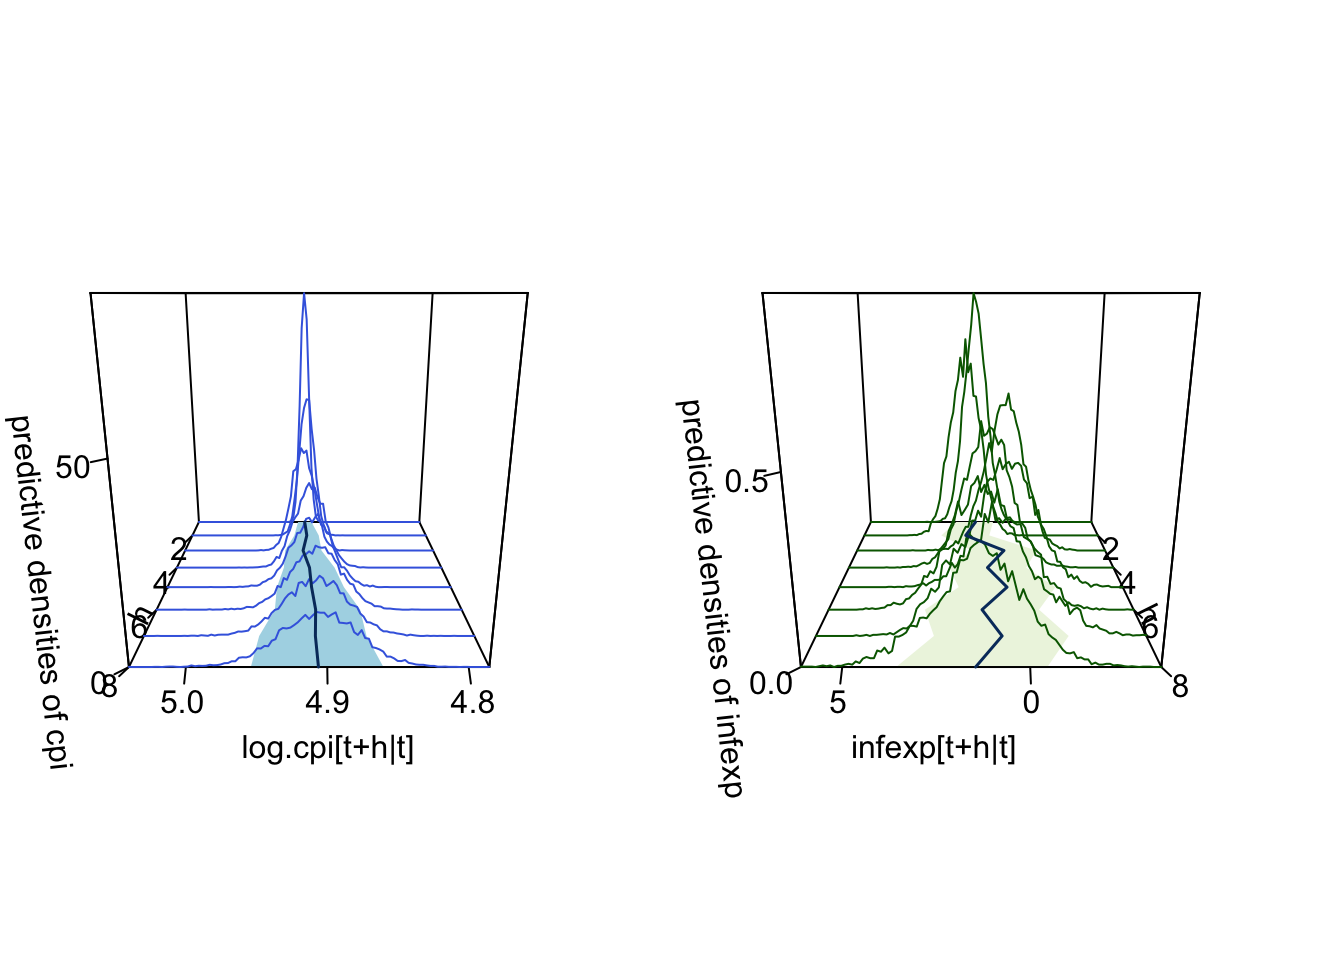 predictive densities of cpi
50
0
2
4
6
8
h
5.0
4.9
4.8
log.cpi[t+h|t]
predictive densities of infexp
0.5
0.0
2
4
6
8
h
5
0
infexp[t+h|t]